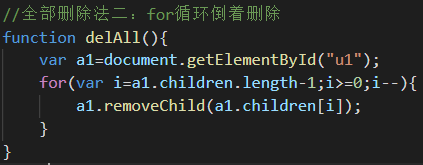 //全部删除法二：for循环倒着删除
function delAll(){
    var a1=document.getElementById("u1");
    for(var i=a1.children.length-1;i>=0;i--){
        a1.removeChild(a1.children[i]);
    }
}